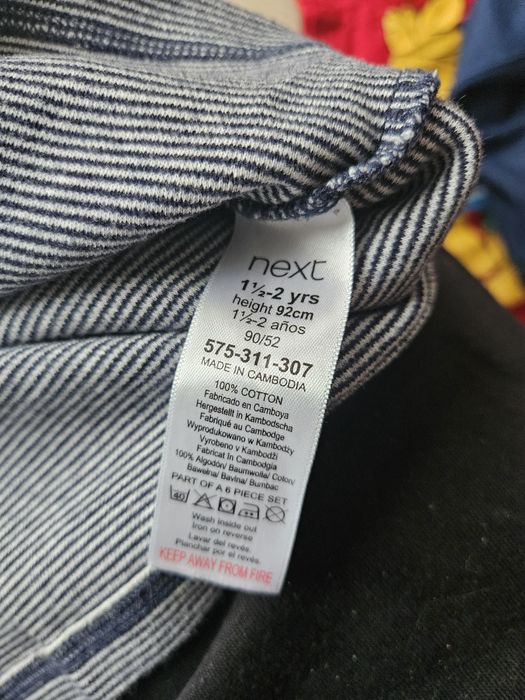 next
1½-2 yrs
height 92cm
1½-2 años
90/52
575-311-307
MADE IN CAMBODIA
100% COTTON
Fabricado en Camboya
Hergestellt in Kambodscha
Fabriqué au Cambodge
Wyprodukowano w Kambodży
Vyrobeno v Kambodži
Fabricat în Cambodgia
100% Algodón/ Baumwolle/ Coton/
Bawełna/ Bavlna/ Bumbac
PART OF A 6 PIECE SET
40
Wash inside out
Iron on reverse
Lavar del revés.
Planchar por el revés.
KEEP AWAY FROM FIRE